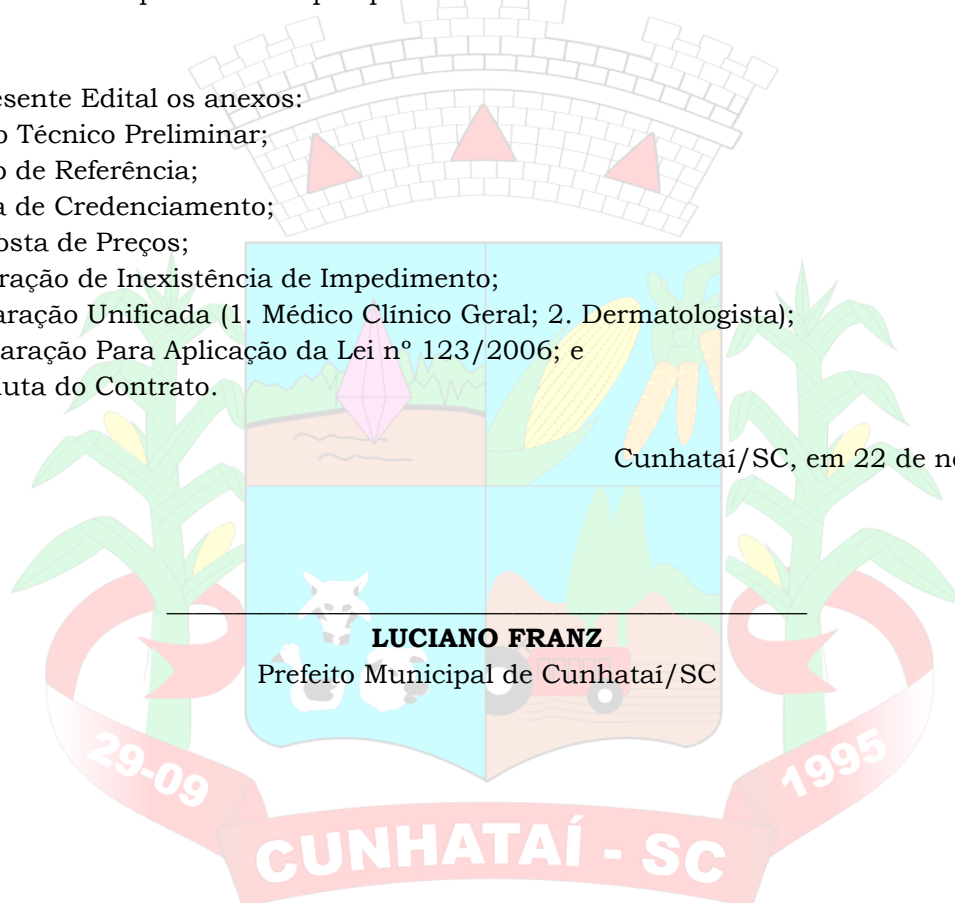 esente Edital os anexos:
o Técnico Preliminar;
o de Referência;
a de Credenciamento;
osta de Preços;
ração de Inexistência de Impedimento;
aração Unificada (1. Médico Clínico Geral; 2. Dermatologista);
aração Para Aplicação da Lei nº 123/2006; e
uta do Contrato.
Cunhataí/SC, em 22 de no
LUCIANO FRANZ
Prefeito Municipal de Cunhataí/SC
29-09
1995
CUNHATAÍ - SC